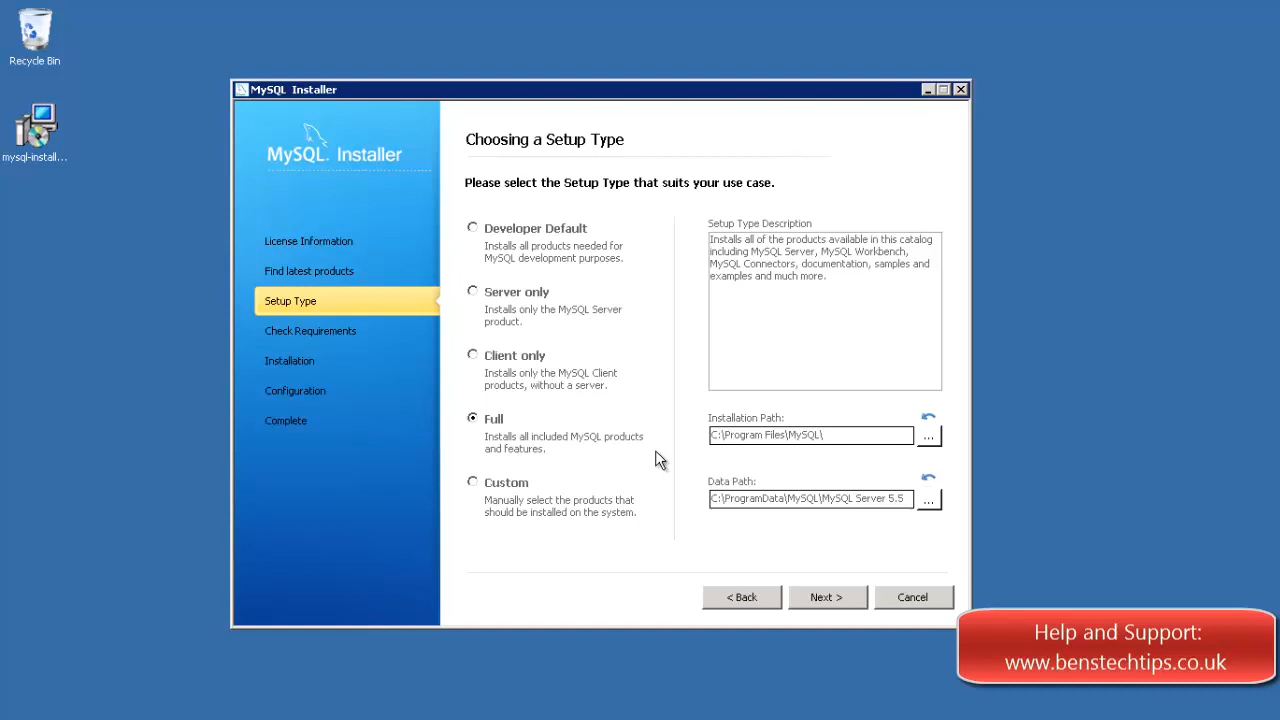 Recycle Bin
mysql-install...
MySQL Installer
MySQL. Installer
License Information
Find latest products
Setup Type
Check Requirements
Installation
Configuration
Complete
Choosing a Setup Type
Please select the Setup Type that suits your use case.
Developer Default
Installs all products needed for
MySQL development purposes.
Server only
Installs only the MySQL Server
product.
Client only
Installs only the MySQL Client
products, without a server.
Full
Installs all included MySQL products
and features.
Custom
Manually select the products that
should be installed on the system.
Setup Type Description
Installs all of the products available in this catalog
including MySQL Server, MySQL Workbench,
MySQL Connectors, documentation, samples and
examples and much more.
Installation Path:
C:\Program Files\MySQL\
...
Data Path:
C:\ProgramData\MySQL\MySQL Server 5.5
...
< Back
Next >
Cancel
Help and Support:
www.benstechtips.co.uk